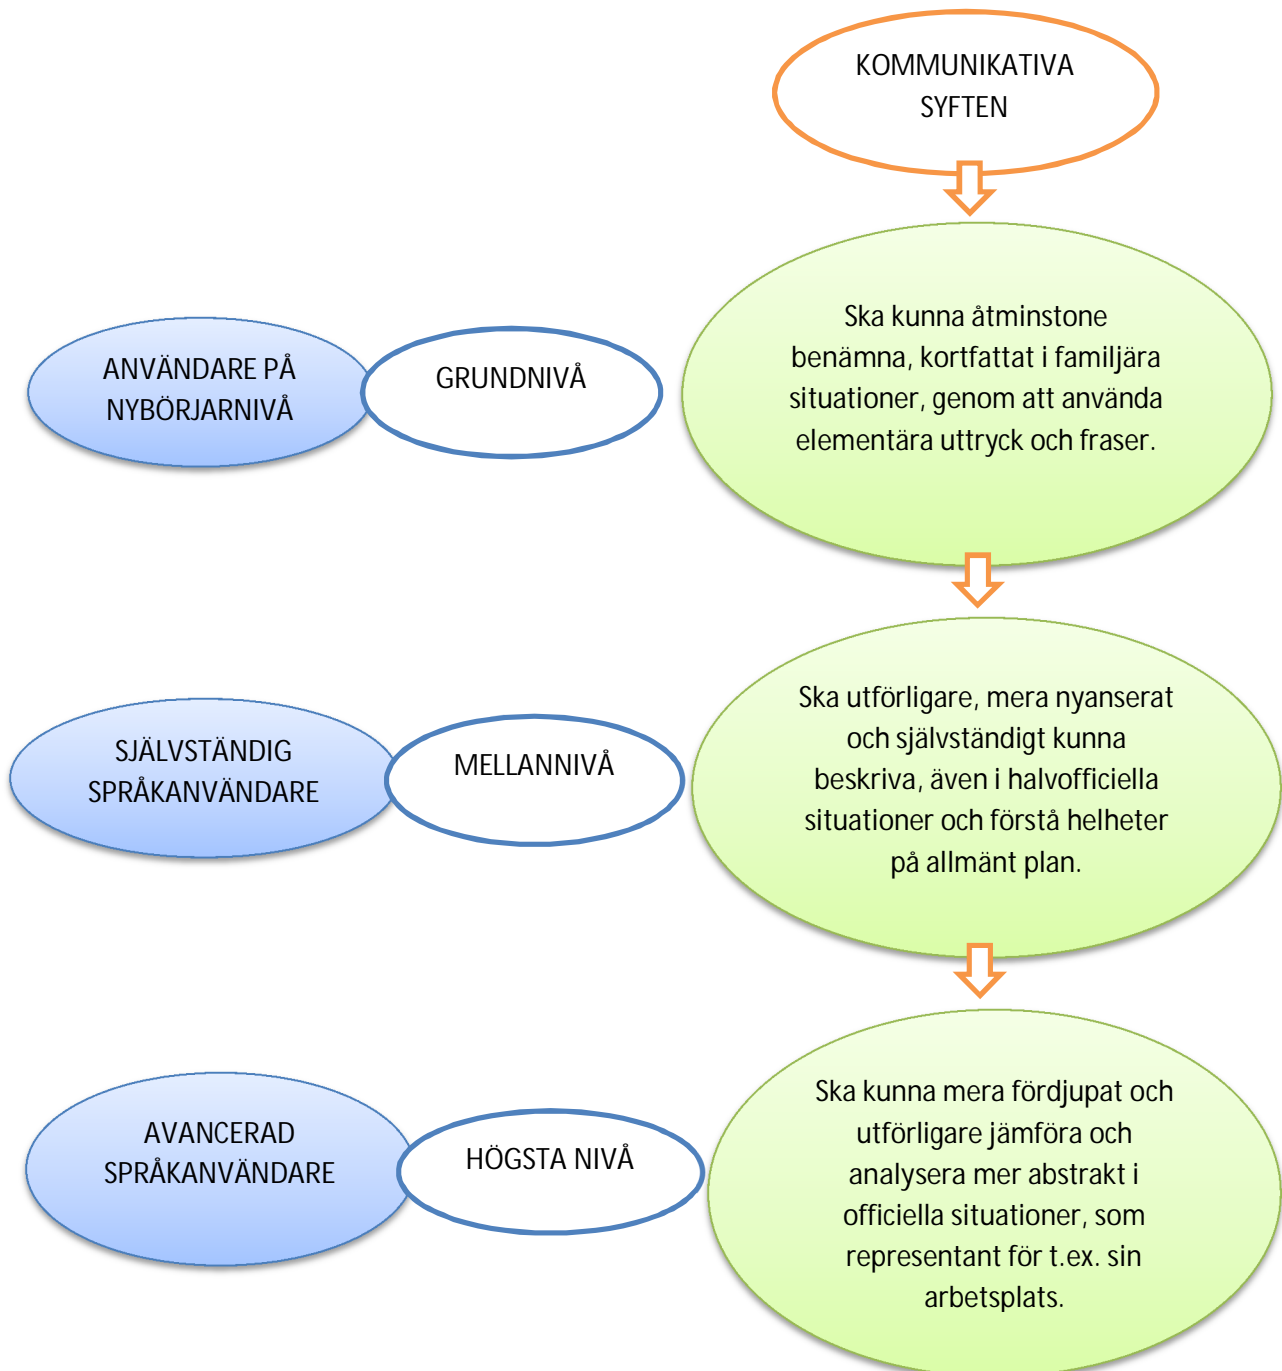 KOMMUNIKATIVA
SYFTEN
ANVÄNDARE PÅ
NYBÖRJARNIVÅ
GRUNDNIVÅ
Ska kunna åtminstone
benämna, kortfattat i familjära
situationer, genom att använda
elementära uttryck och fraser.
SJÄLVSTÄNDIG
SPRÅKANVÄNDARE
MELLANNIVÅ
Ska utförligare, mera nyanserat
och självständigt kunna
beskriva, även i halvofficiella
situationer och förstå helheter
på allmänt plan.
AVANCERAD
SPRÅKANVÄNDARE
HÖGSTA NIVÅ
Ska kunna mera fördjupat och
utförligare jämföra och
analysera mer abstrakt i
officiella situationer, som
representant för t.ex. sin
arbetsplats.